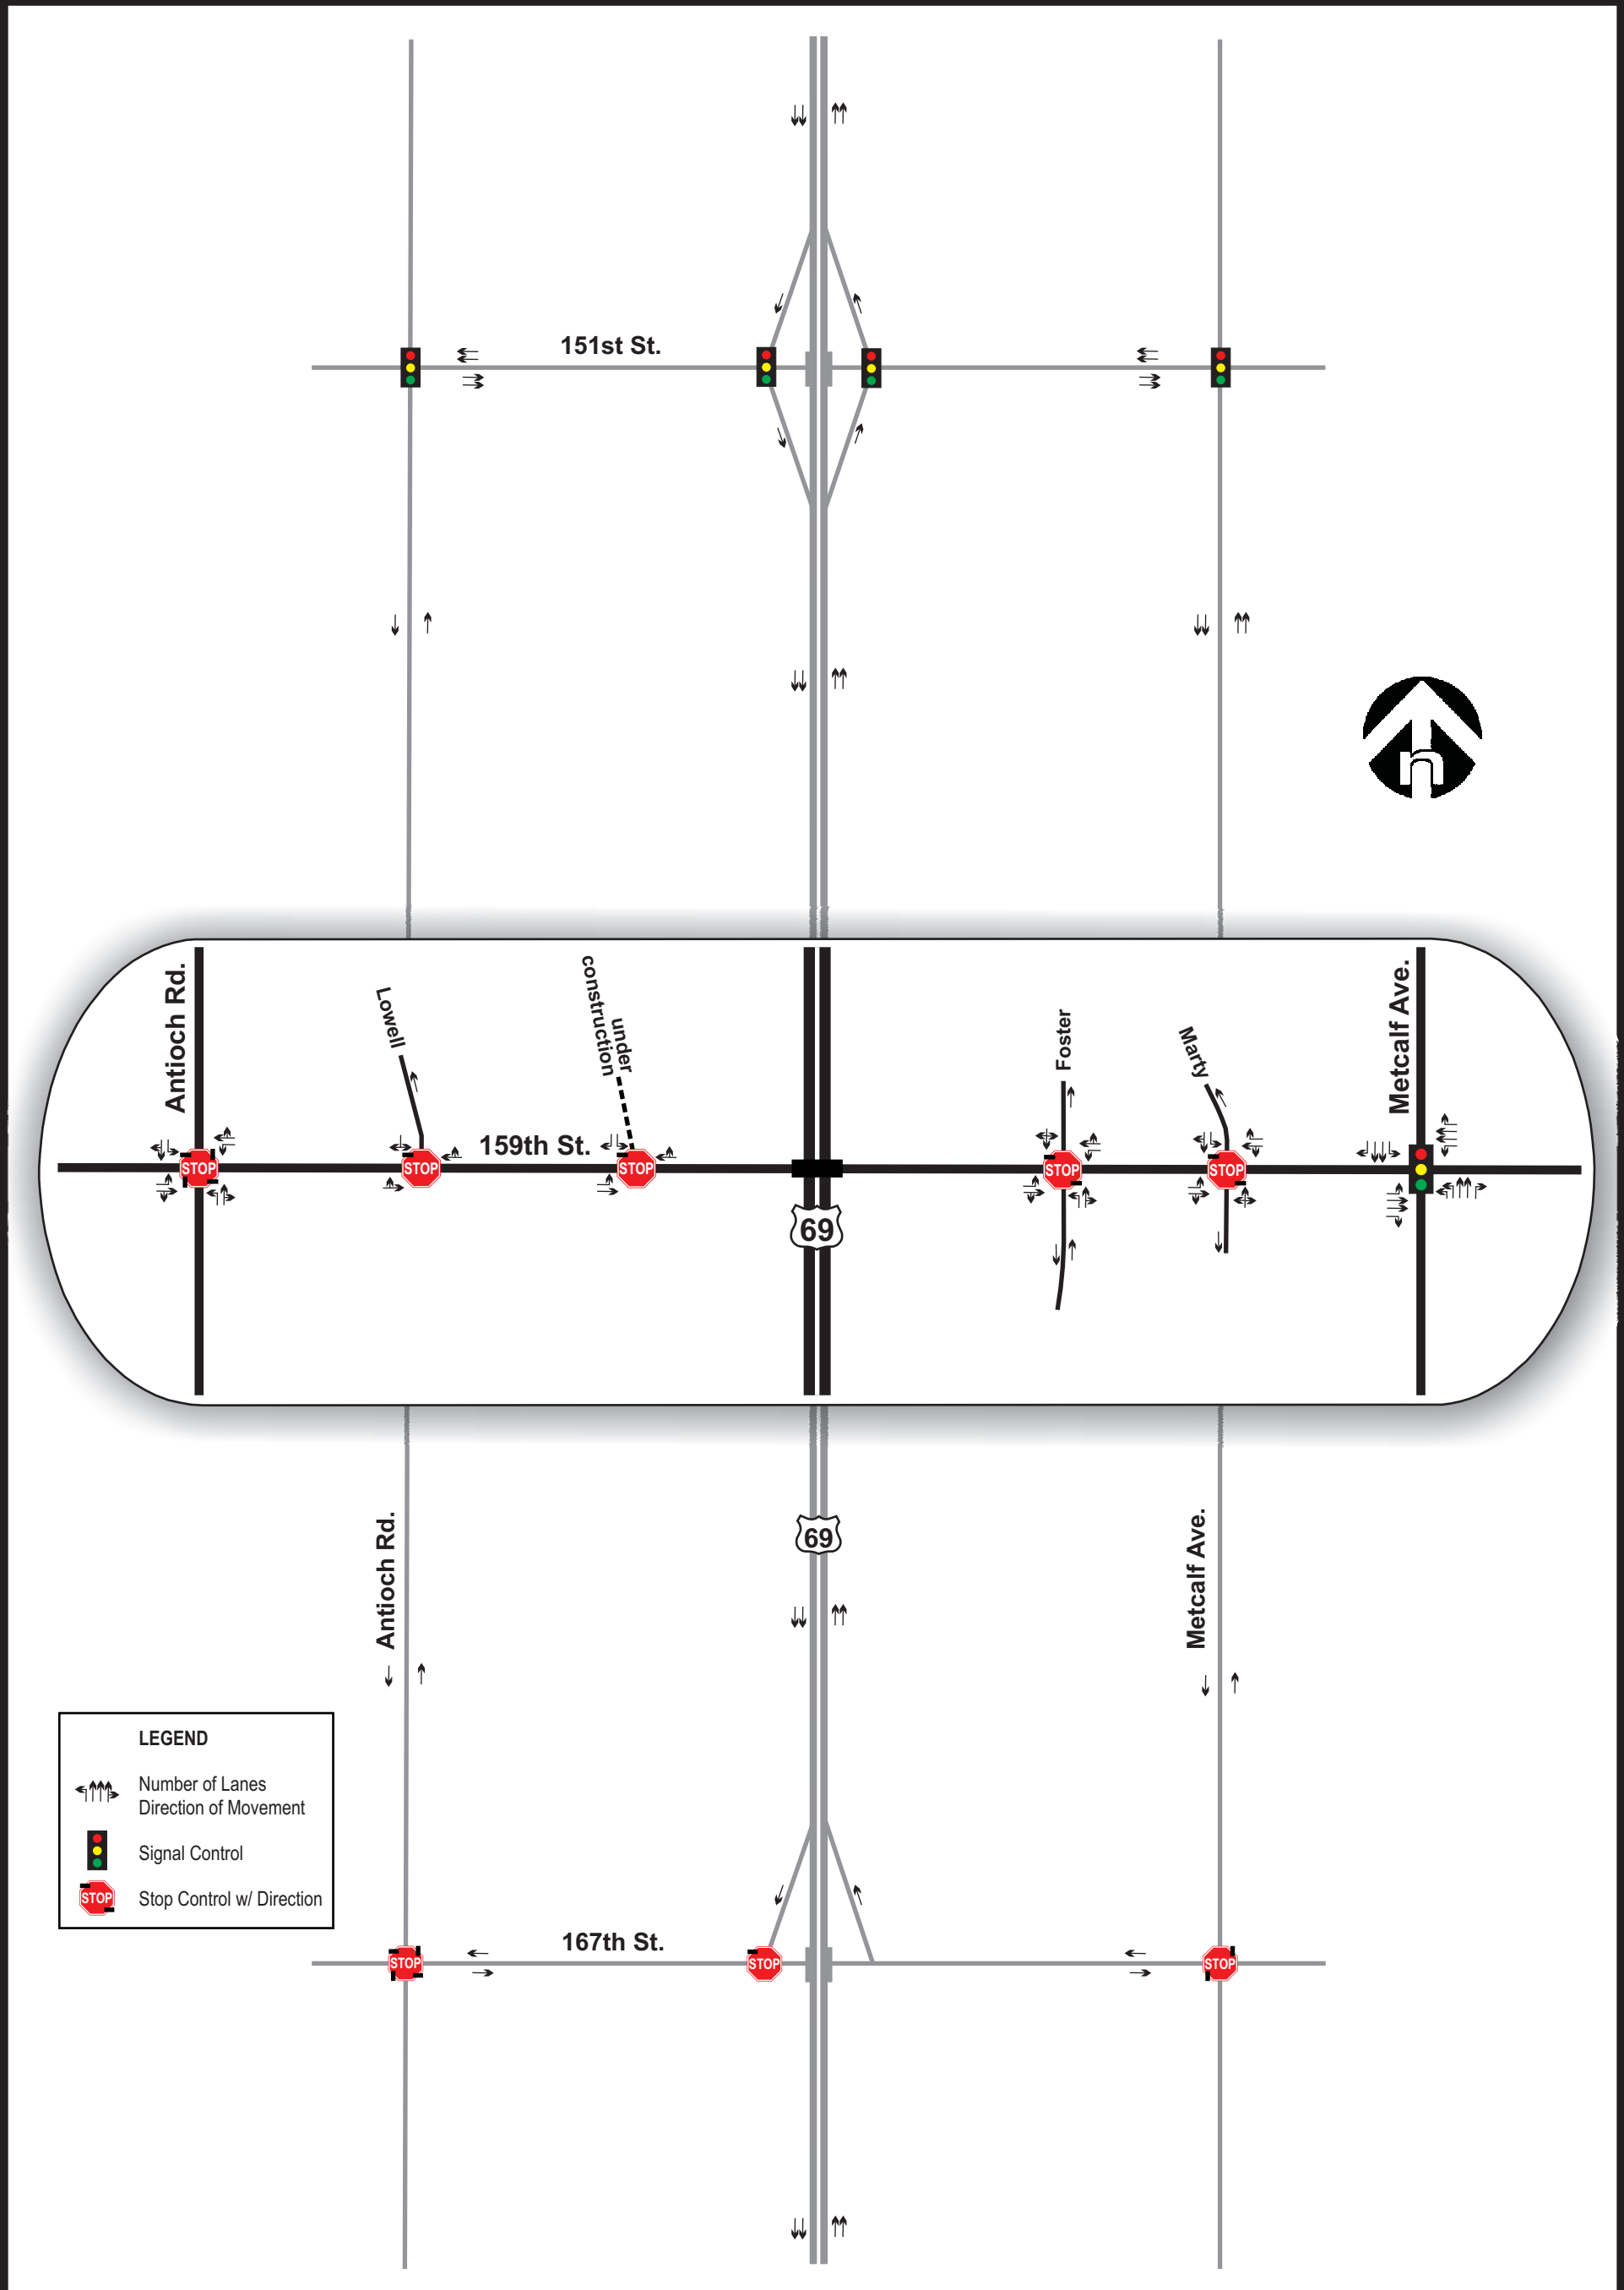 151st St.
n
Antioch Rd.
Lowell
under
construction
Foster
Marty
Metcalf Ave.
159th St.
STOP
STOP
STOP
STOP
STOP
69
69
Antioch Rd.
Metcalf Ave.
LEGEND
Number of Lanes
Direction of Movement
Signal Control
STOP
Stop Control w/ Direction
167th St.
STOP
STOP
STOP